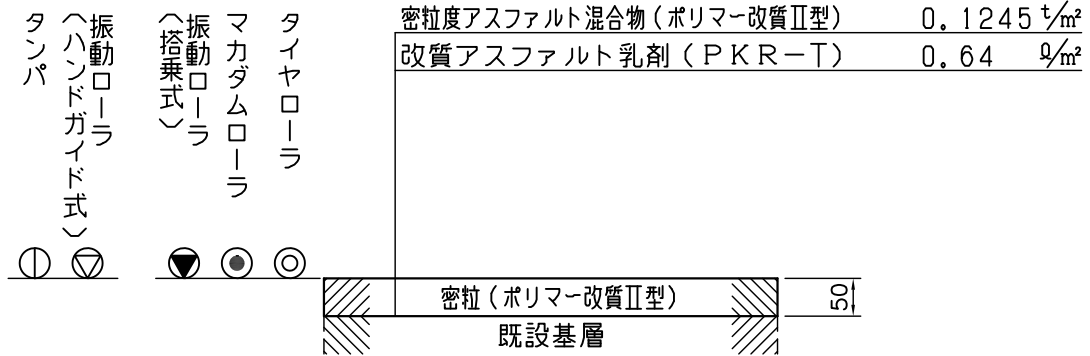 密粒度アスファルト混合物(ポリマー改質Ⅱ型) 0.1245 t/m²
改質アスファルト乳剤(PKR-T) 0.64 ℓ/m²
タイヤローラ
マカダムローラ
振動ローラ
(搭乗式)
振動ローラ
(ハンドガイド式)
タンパ
密粒(ポリマー改質Ⅱ型)
50
既設基層